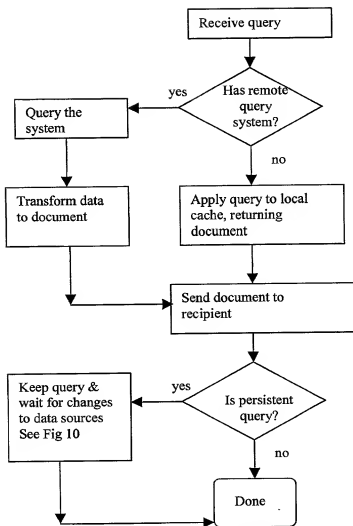 Receive query
yes
Has remote
query
system?
Query the
system
no
Transform data
to document
Apply query to local
cache, returning
document
Send document to
recipient
Keep query &
wait for changes
to data sources
See Fig 10
yes
Is persistent
query?
no
Done